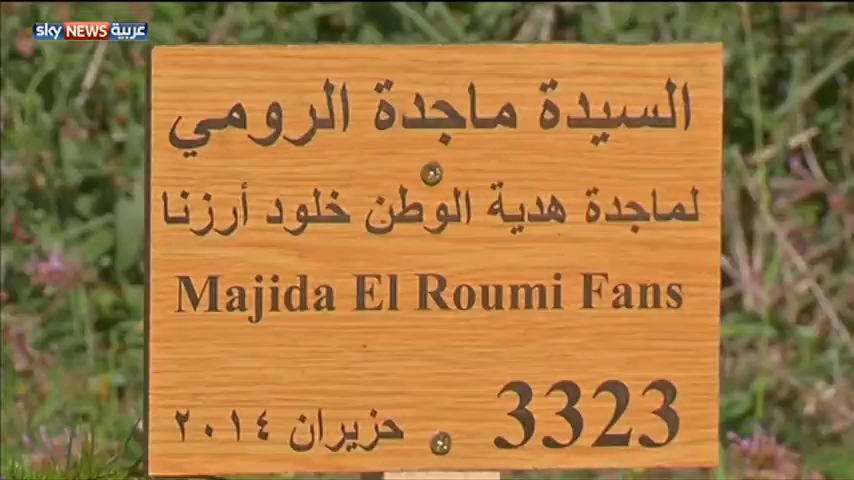 sky NEWS عربية
السيدة ماجدة الرومي
لماجدة هدية الوطن خلود أرزنا
Majida El Roumi Fans
حزيران ٢٠١٤ 3323